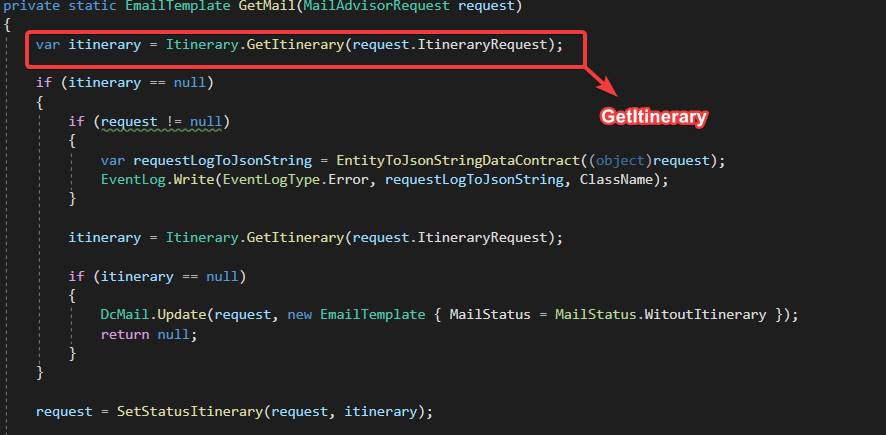 private static EmailTemplate GetMail(MailAdvisorRequest request)
{
var itinerary = Itinerary.GetItinerary(request.ItineraryRequest);
GetItinerary
if (itinerary == null)
{
if (request != null)
{
var requestLogToJsonString = EntityToJsonStringDataContract((object)request);
EventLog.Write(EventLogType.Error, requestLogToJsonString, ClassName);
}
itinerary = Itinerary.GetItinerary(request.ItineraryRequest);
if (itinerary == null)
{
DcMail.Update(request, new EmailTemplate { MailStatus = MailStatus.WitoutItinerary });
return null;
}
}
request = SetStatusItinerary(request, itinerary);